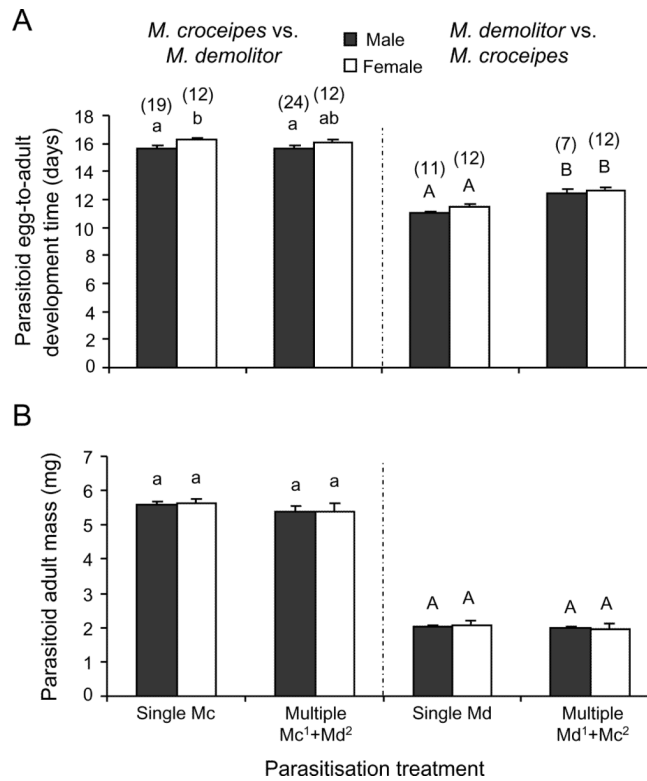 A
M. croceipes vs.
M. demolitor
Male
Female
M. demolitor vs.
M. croceipes
Parasitoid egg-to-adult
development time (days)
18
16
14
12
10
8
6
4
2
0
(19) (12) (24) (12)
a b a ab
(11) (12) (7) (12)
A A B B
B
Parasitoid adult mass (mg)
7
6
5
4
3
2
1
0
a a a a
A A A A
Single Mc
Multiple
Mc¹+Md²
Single Md
Multiple
Md¹+Mc²
Parasitisation treatment